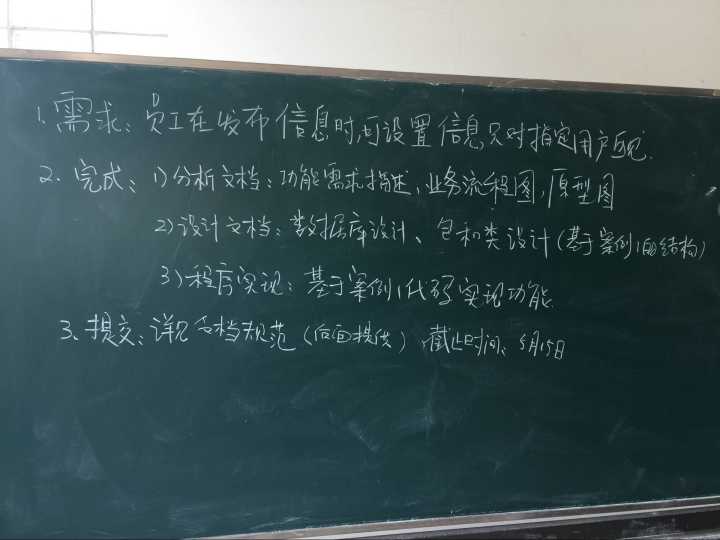 1. 需求：员工在发布信息时，可设置信息只对指定用户可见.
2. 完成：1)分析文档：功能需求描述、业务流程图、原型图
2)设计文档：数据库设计、包和类设计(基于案例1的结构)
3)程序实现：基于案例1代码实现功能.
3. 提交：详见文档规范(后面提供)，截止时间：5月15日